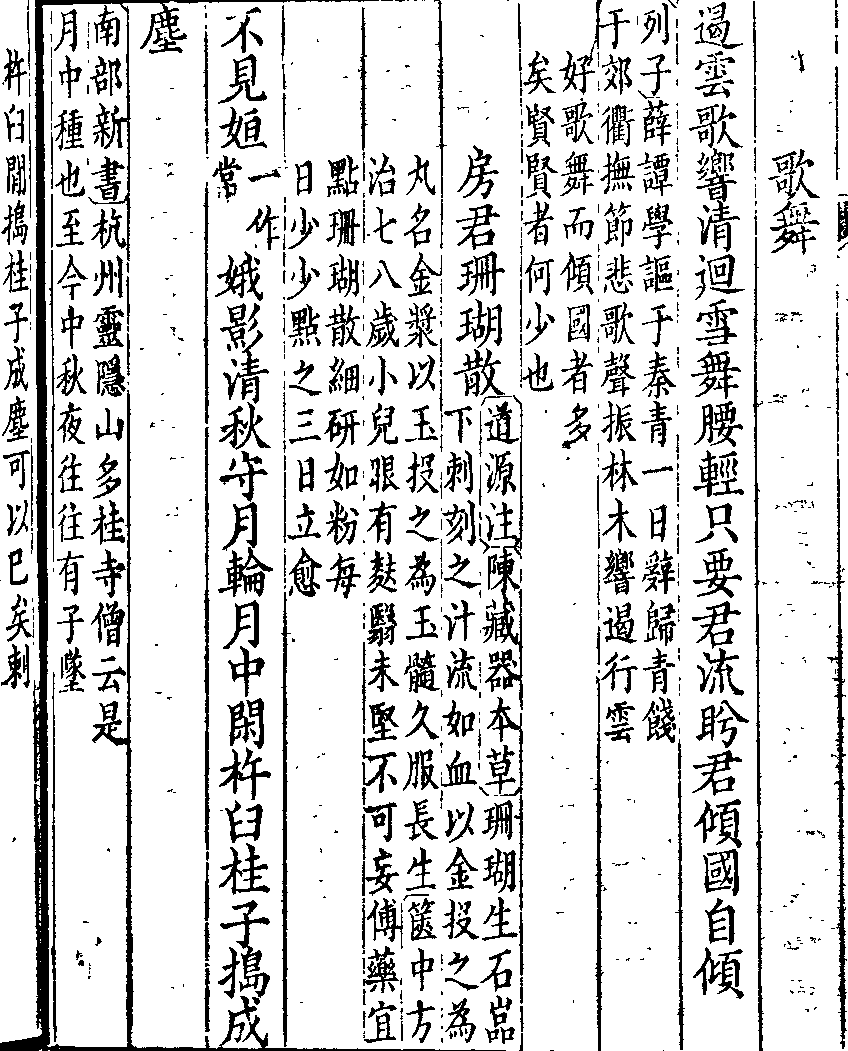 歌舞
遏雲歌響清迴雪舞腰輕只要君流盻君傾國自傾
列子薛譚學謳于秦青一日辭歸青餞
于郊衢撫節悲歌聲振林木響遏行雲
好歌舞而傾國者多
矣賢賢者何少也
房君珊瑚散
道源注陳藏器本草珊瑚生石嵓
下刺刻之汁流如血以金投之為
丸名金漿以玉投之為玉髓久服長生篋中方
治七八歲小兒眼有麸翳未堅不可妄傅藥宜
點珊瑚散細研如粉每
日少少點之三日立愈
不見姮一作常娥影清秋守月輪月中閑杵臼桂子搗成
塵
南部新書杭州靈隱山多桂寺僧云是
月中種也至今中秋夜往往有子墜
杵臼閒搗桂子成塵可以已矣刺